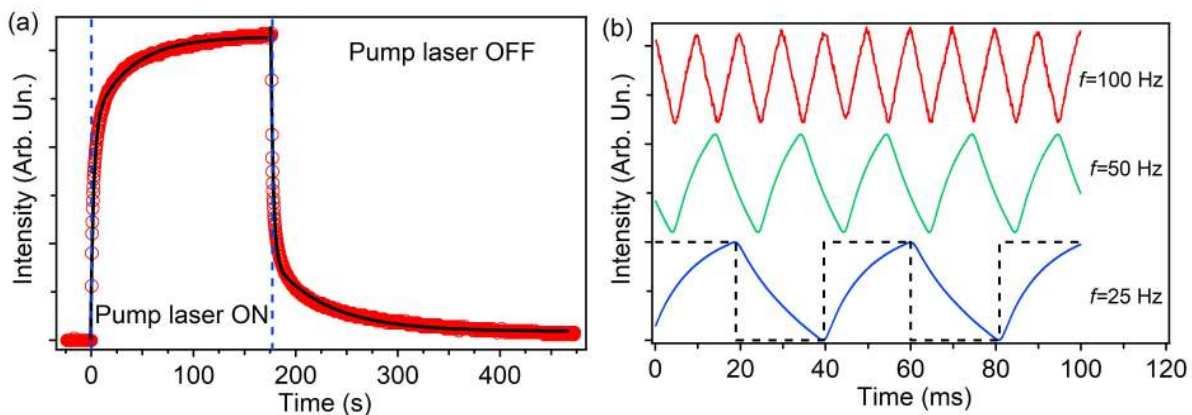 (a)
Intensity (Arb. Un.)
Pump laser OFF
Pump laser ON
0 100 200 300 400
Time (s)
(b)
Intensity (Arb. Un.)
f=100 Hz
f=50 Hz
f=25 Hz
0 20 40 60 80 100 120
Time (ms)